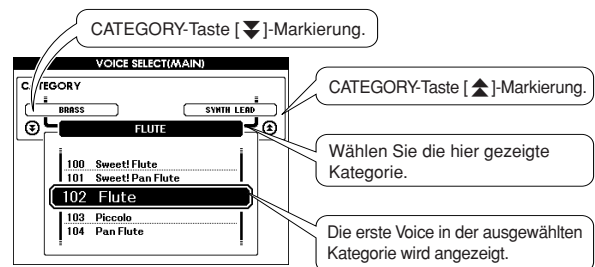 CATEGORY-Taste [ ⏬ ]-Markierung.
VOICE SELECT(MAIN)
CATEGORY
BRASS
SYNTH LEAD
FLUTE
100 Sweet! Flute
101 Sweet! Pan Flute
102 Flute
103 Piccolo
104 Pan Flute
CATEGORY-Taste [ ⏫ ]-Markierung.
Wählen Sie die hier gezeigte
Kategorie.
Die erste Voice in der ausgewählten
Kategorie wird angezeigt.